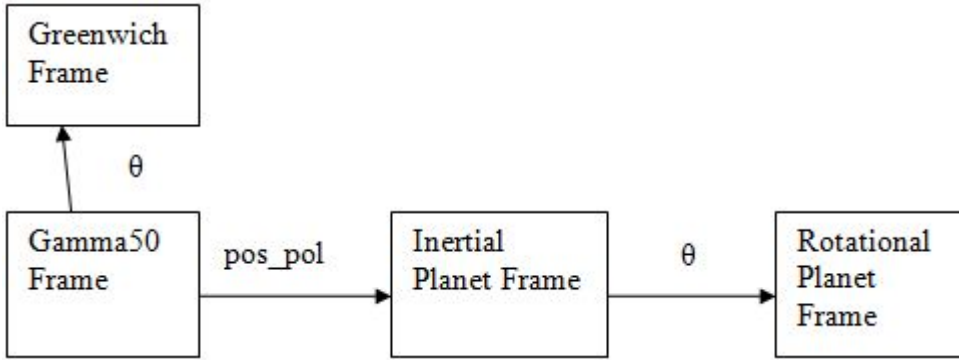 Greenwich
Frame
θ
Gamma50
Frame
pos_pol
Inertial
Planet Frame
θ
Rotational
Planet
Frame